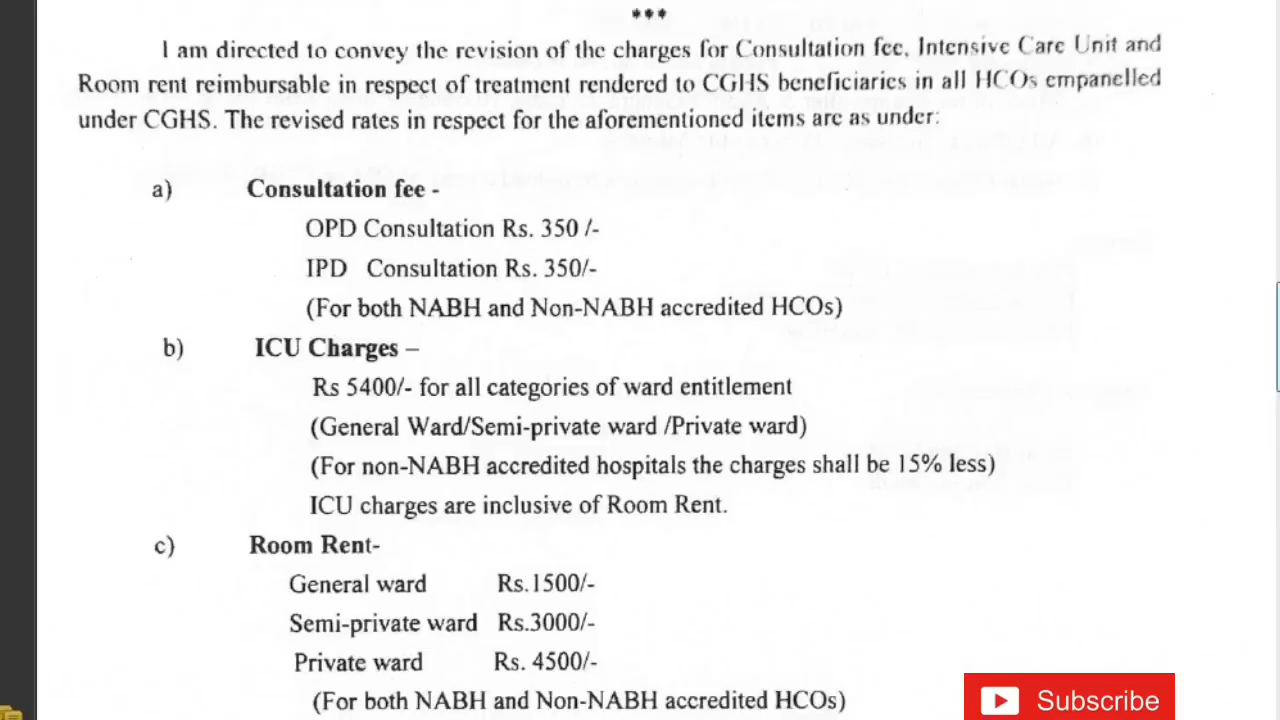 ***
I am directed to convey the revision of the charges for Consultation fee, Intensive Care Unit and
Room rent reimbursable in respect of treatment rendered to CGHS beneficiaries in all HCOs empanelled
under CGHS. The revised rates in respect for the aforementioned items are as under:
a) Consultation fee -
OPD Consultation Rs. 350 /-
IPD Consultation Rs. 350/-
(For both NABH and Non-NABH accredited HCOs)
b) ICU Charges –
Rs 5400/- for all categories of ward entitlement
(General Ward/Semi-private ward /Private ward)
(For non-NABH accredited hospitals the charges shall be 15% less)
ICU charges are inclusive of Room Rent.
c) Room Rent-
General ward Rs.1500/-
Semi-private ward Rs.3000/-
Private ward Rs. 4500/-
(For both NABH and Non-NABH accredited HCOs)
Subscribe